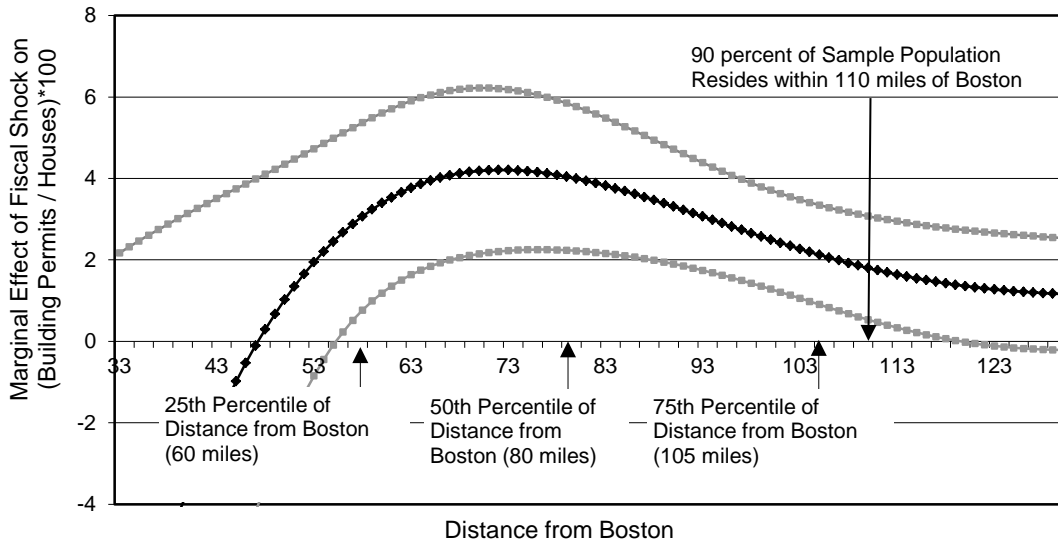 Marginal Effect of Fiscal Shock on
(Building Permits / Houses)*100
8
6
4
2
0
-2
-4
90 percent of Sample Population
Resides within 110 miles of Boston
33
43
53
63
73
83
93
103
113
123
25th Percentile of
Distance from Boston
(60 miles)
50th Percentile of
Distance from
Boston (80 miles)
75th Percentile of
Distance from Boston
(105 miles)
Distance from Boston